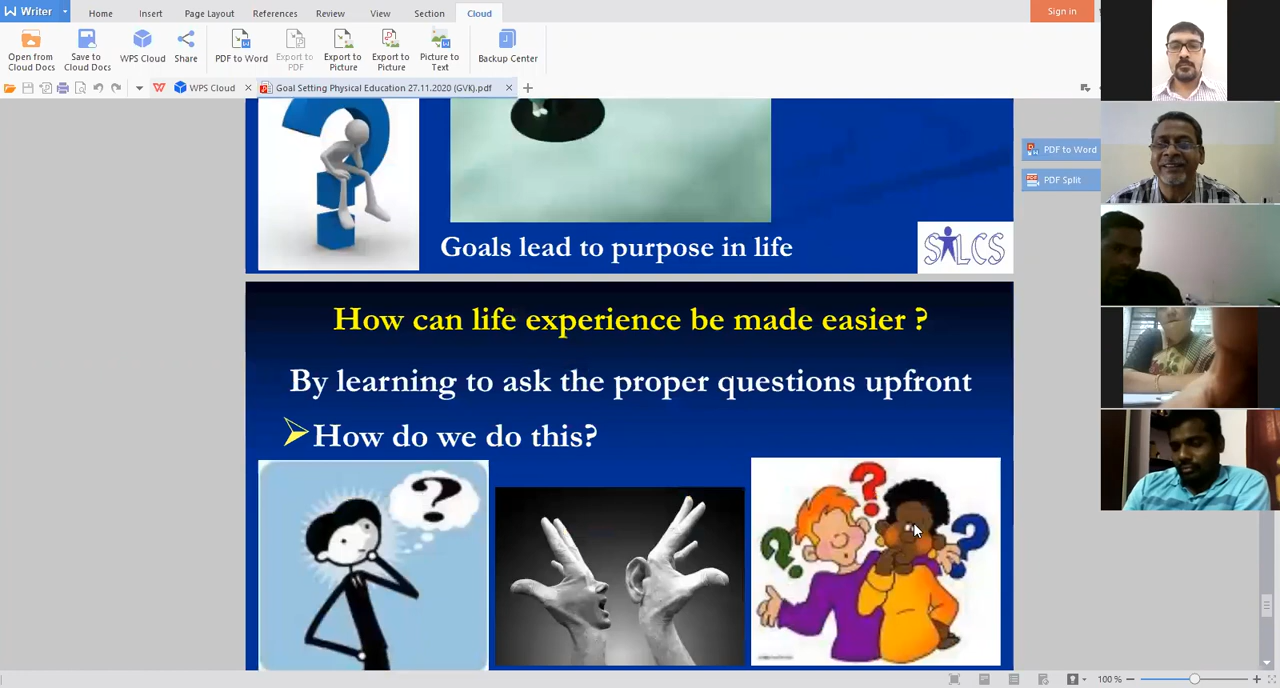 Writer
Home Insert Page Layout References Review View Section Cloud
Sign in
Open from
Cloud Docs
Save to
Cloud Docs
WPS Cloud
Share
PDF to Word
Export to
PDF
Export to
Picture
Export to
Picture
Picture to
Text
Backup Center
WPS Cloud
Goal Setting Physical Education 27.11.2020 (GVK).pdf
PDF to Word
PDF Split
?
Goals lead to purpose in life
SILCS
How can life experience be made easier ?
By learning to ask the proper questions upfront
How do we do this?
?
? ? ?
100 %